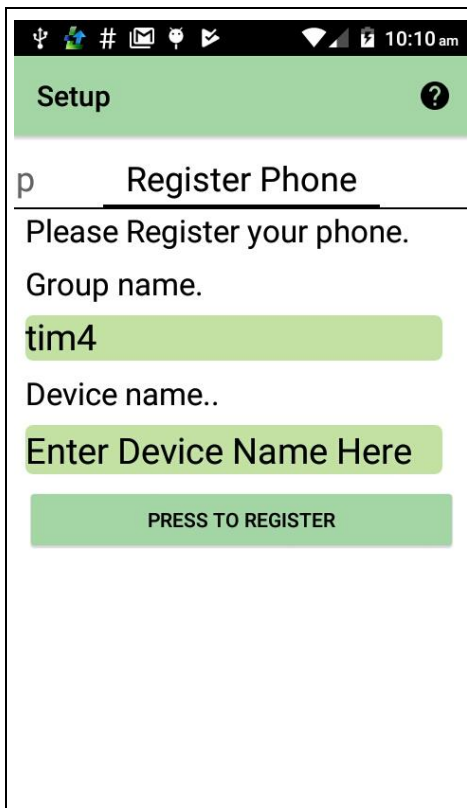 # 10:10 am
Setup ?
p Register Phone
Please Register your phone.
Group name.
tim4
Device name..
Enter Device Name Here
PRESS TO REGISTER